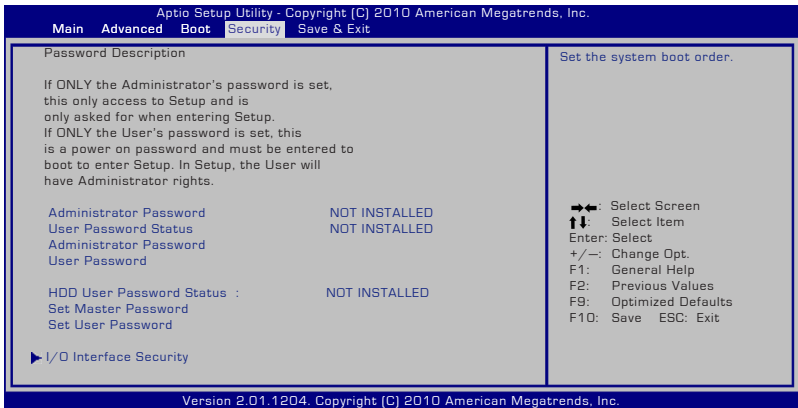 Aptio Setup Utility - Copyright (C) 2010 American Megatrends, Inc.
Main Advanced Boot Security Save & Exit
Password Description
If ONLY the Administrator's password is set,
this only access to Setup and is
only asked for when entering Setup.
If ONLY the User's password is set, this
is a power on password and must be entered to
boot to enter Setup. In Setup, the User will
have Administrator rights.
Administrator Password NOT INSTALLED
User Password Status NOT INSTALLED
Administrator Password
User Password
HDD User Password Status : NOT INSTALLED
Set Master Password
Set User Password
I/O Interface Security
Set the system boot order.
→←: Select Screen
↑↓: Select Item
Enter: Select
+/—: Change Opt.
F1: General Help
F2: Previous Values
F9: Optimized Defaults
F10: Save ESC: Exit
Version 2.01.1204. Copyright (C) 2010 American Megatrends, Inc.